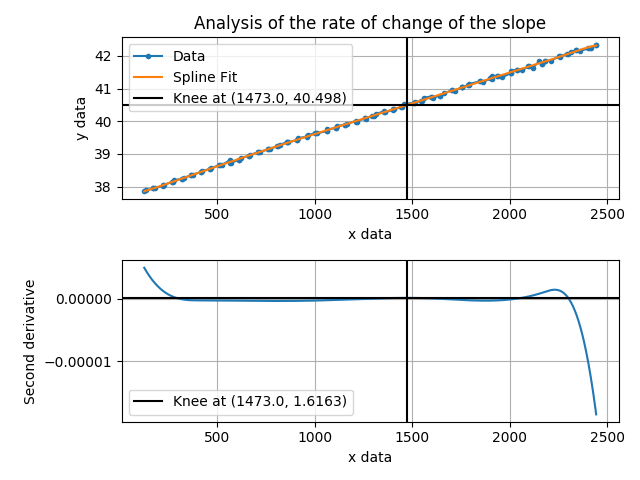 Analysis of the rate of change of the slope
Data
Spline Fit
Knee at (1473.0, 40.498)
y data
42
41
40
39
38
500 1000 1500 2000 2500
x data
Second derivative
0.00000
−0.00001
Knee at (1473.0, 1.6163)
500 1000 1500 2000 2500
x data